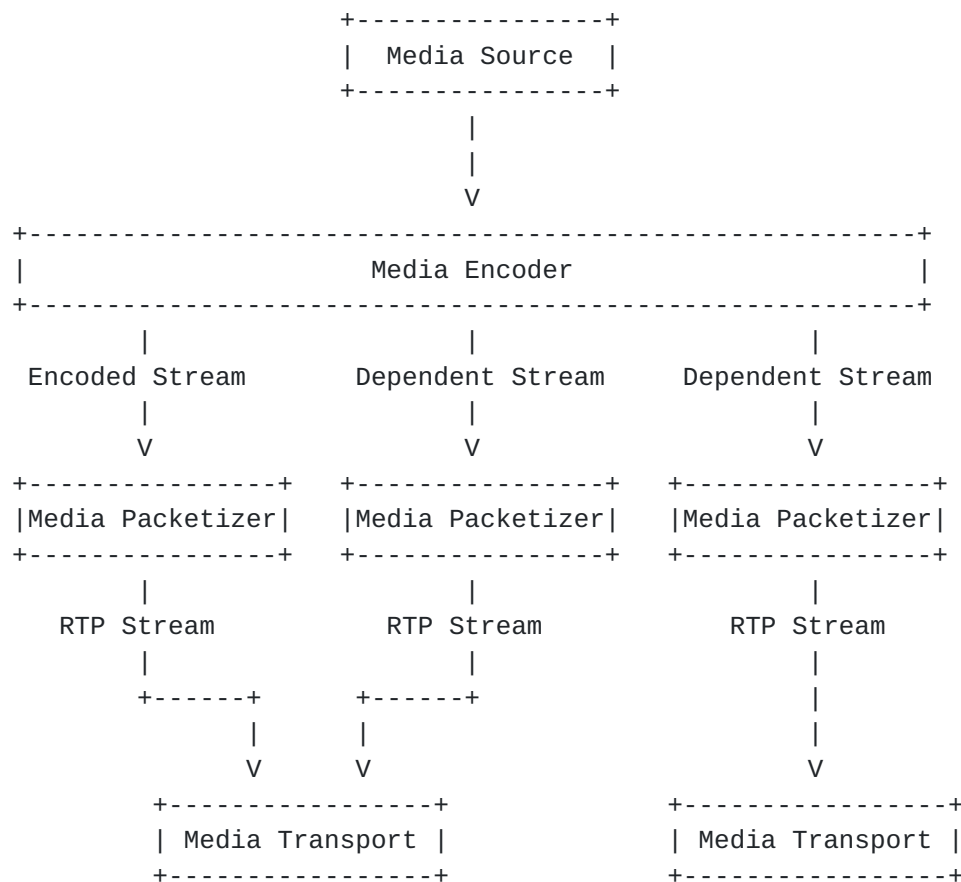 Media Source
Media Encoder
Encoded Stream Dependent Stream Dependent Stream
Media Packetizer Media Packetizer Media Packetizer
RTP Stream RTP Stream RTP Stream
Media Transport Media Transport